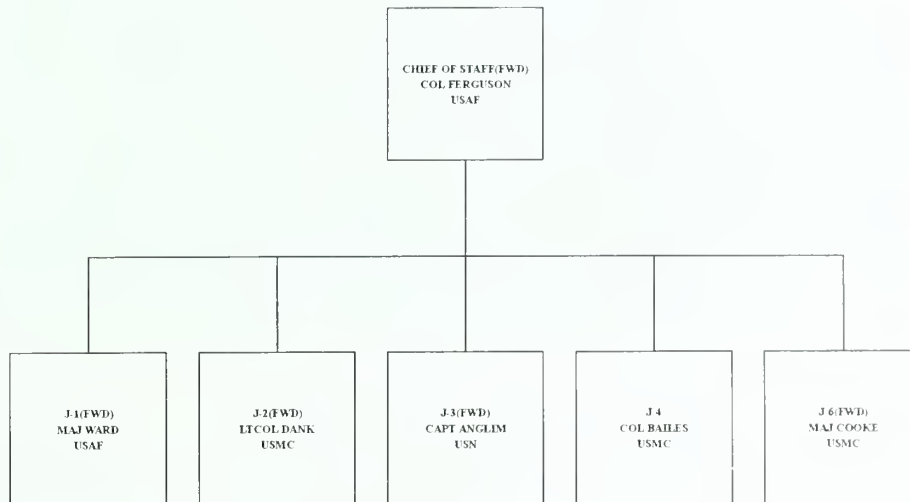 CHIEF OF STAFF(FWD)
COL FERGUSON
USAF
J-1(FWD)
MAJ WARD
USAF
J-2(FWD)
LTCOL DANK
USMC
J-3(FWD)
CAPT ANGLIM
USN
J-4
COL BAILES
USMC
J-6(FWD)
MAJ COOKE
USMC